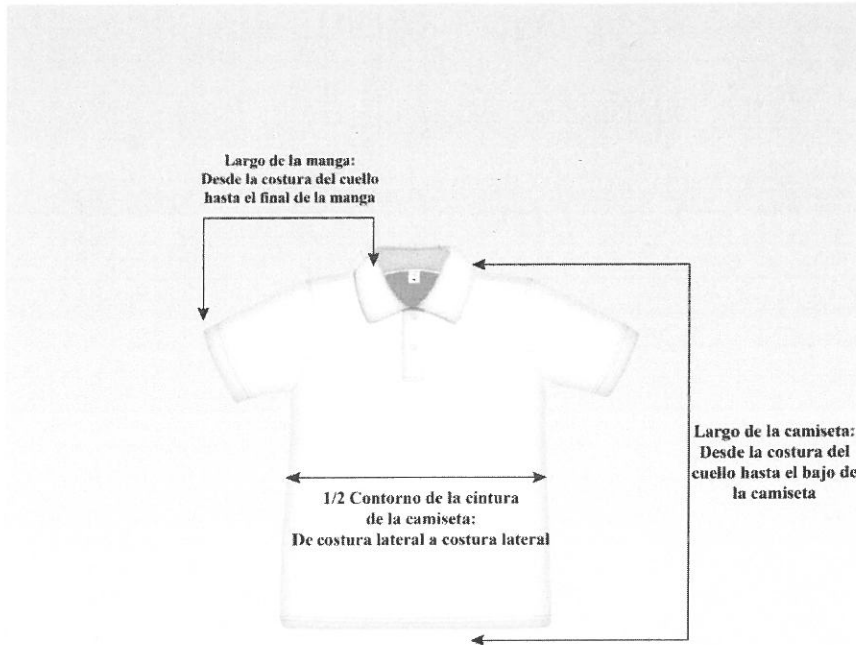 Largo de la manga:
Desde la costura del cuello
hasta el final de la manga
Largo de la camiseta:
Desde la costura del
cuello hasta el bajo de
la camiseta
1/2 Contorno de la cintura
de la camiseta:
De costura lateral a costura lateral